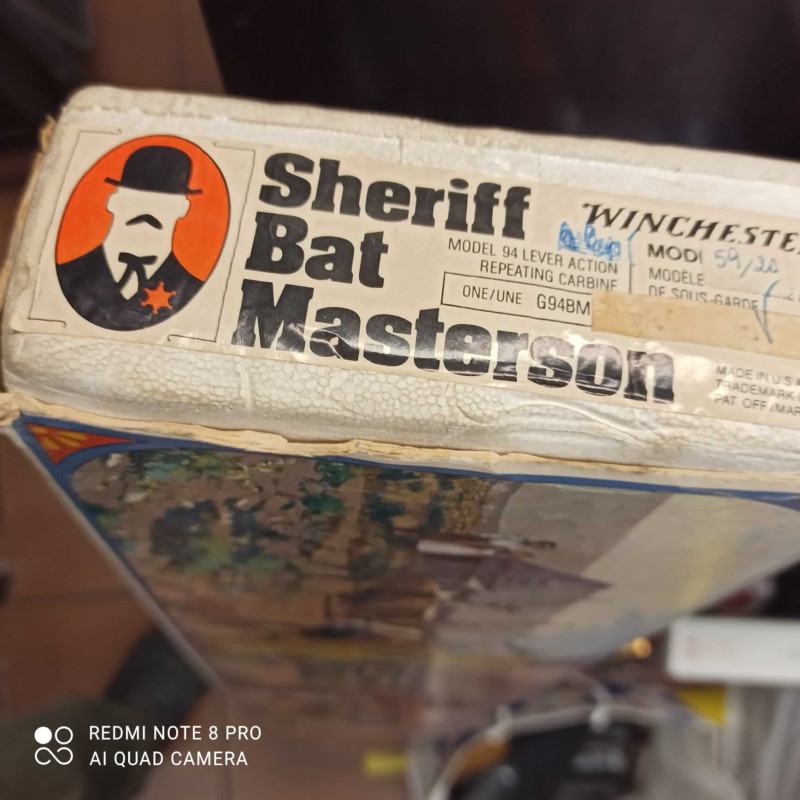 Sheriff
Bat
Masterson
MODEL 94 LEVER ACTION
REPEATING CARBINE
ONE/UNE G94BM
WINCHESTER
MODÈLE
DE SOUS-GARDE
MADE IN U.S
TRADEMARK
PAT OFF/MAR
REDMI NOTE 8 PRO
AI QUAD CAMERA